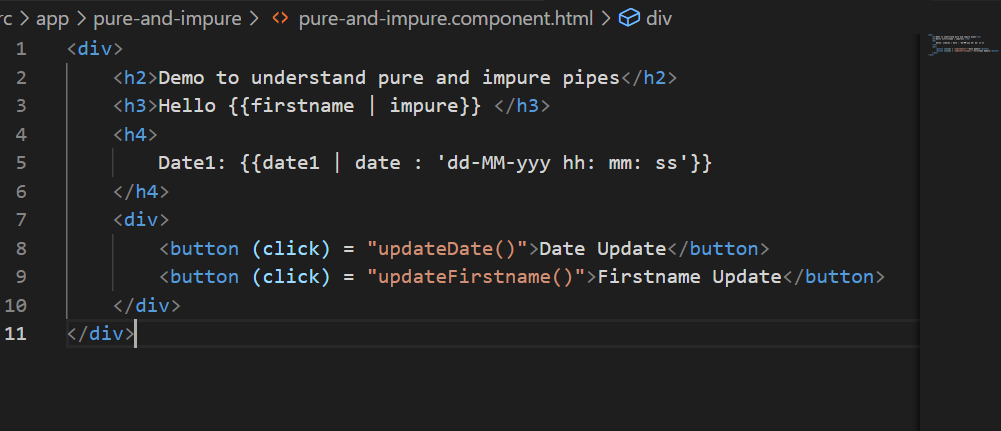 rc > app > pure-and-impure > <> pure-and-impure.component.html > div
1 <div>
2     <h2>Demo to understand pure and impure pipes</h2>
3     <h3>Hello {{firstname | impure}} </h3>
4     <h4>
5         Date1: {{date1 | date : 'dd-MM-yyy hh: mm: ss'}}
6     </h4>
7     <div>
8         <button (click) = "updateDate()">Date Update</button>
9         <button (click) = "updateFirstname()">Firstname Update</button>
10     </div>
11 </div>